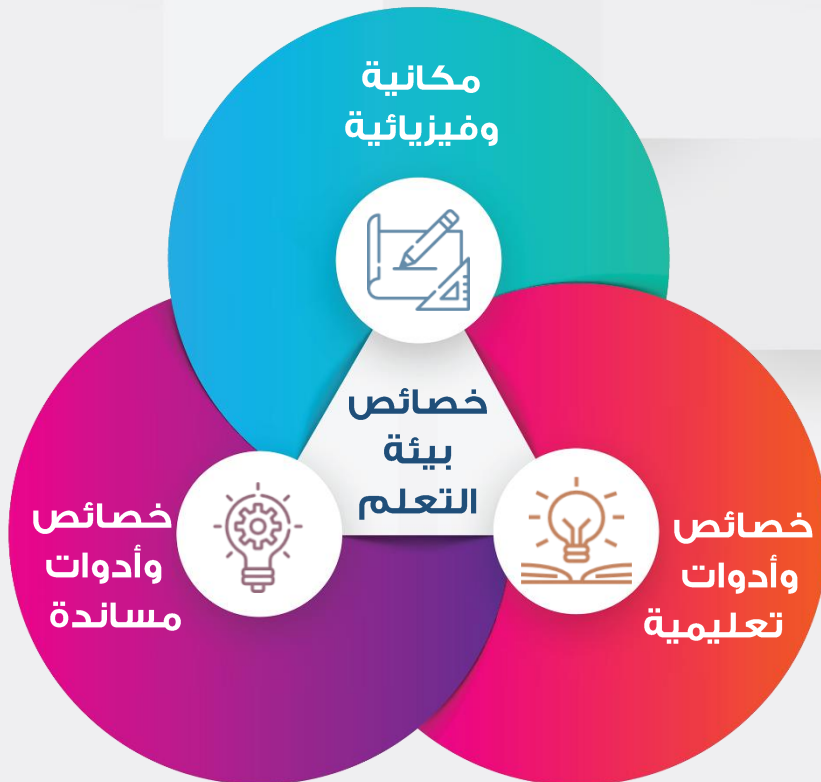 مكانية
وفيزيائية
خصائص
بيئة
التعلم
خصائص
وأدوات
تعليمية
خصائص
وأدوات
مساندة